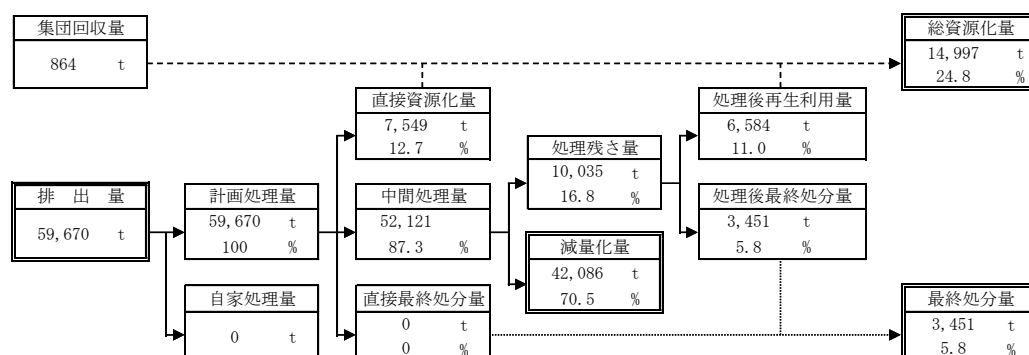 集団回収量
864 t
総資源化量
14,997 t
24.8 %
直接資源化量
7,549 t
12.7 %
処理後再生利用量
6,584 t
11.0 %
処理残さ量
10,035 t
16.8 %
排 出 量
59,670 t
計画処理量
59,670 t
100 %
中間処理量
52,121
87.3 %
処理後最終処分量
3,451 t
5.8 %
減量化量
42,086 t
70.5 %
自家処理量
0 t
直接最終処分量
0 t
0 %
最終処分量
3,451 t
5.8 %